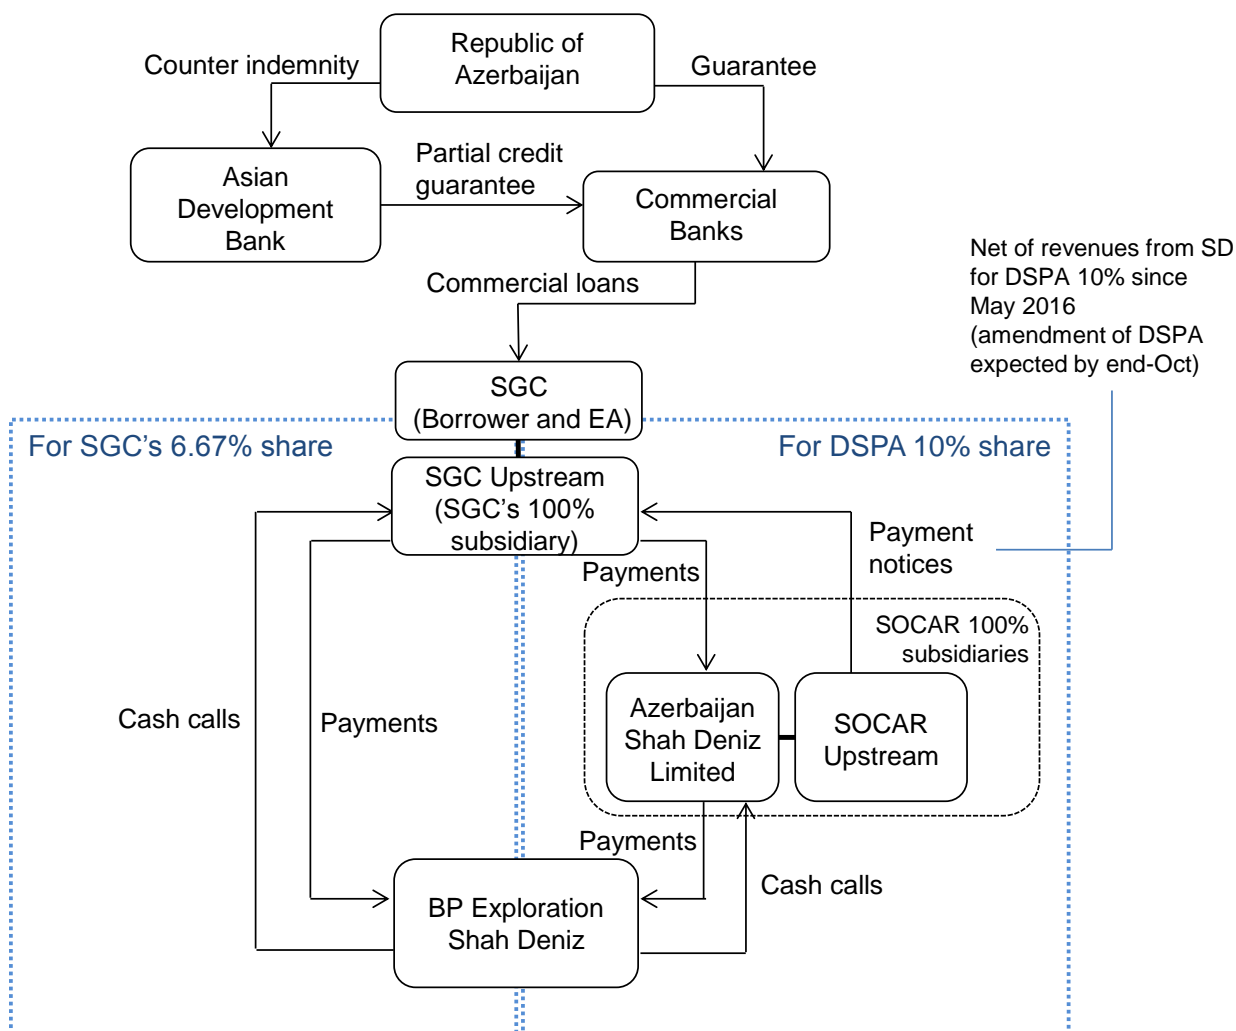 Republic of
Azerbaijan
Counter indemnity
Guarantee
Asian
Development
Bank
Partial credit
guarantee
Commercial
Banks
Commercial loans
Net of revenues from SD
for DSPA 10% since
May 2016
(amendment of DSPA
expected by end-Oct)
SGC
(Borrower and EA)
For SGC’s 6.67% share
For DSPA 10% share
SGC Upstream
(SGC’s 100%
subsidiary)
Payment
notices
Payments
SOCAR 100%
subsidiaries
Cash calls
Payments
Azerbaijan
Shah Deniz
Limited
SOCAR
Upstream
Payments
Cash calls
BP Exploration
Shah Deniz